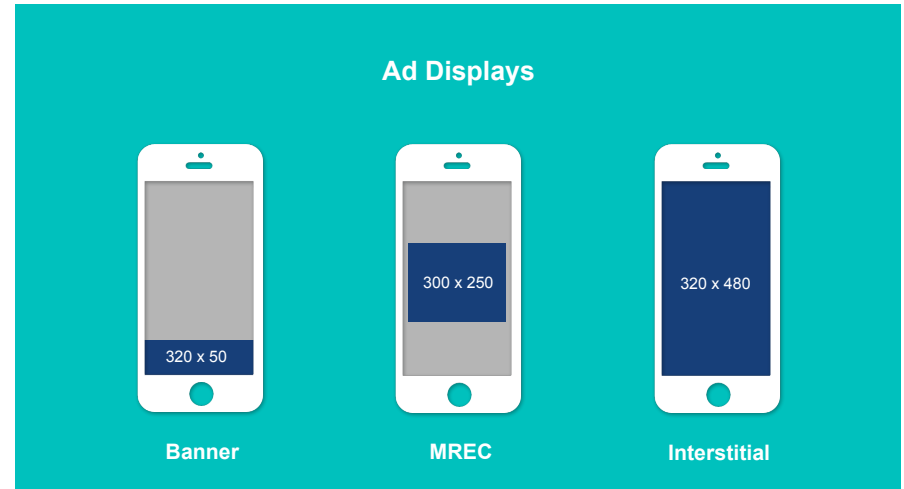 Ad Displays
320 x 50
300 x 250
320 x 480
Banner
MREC
Interstitial